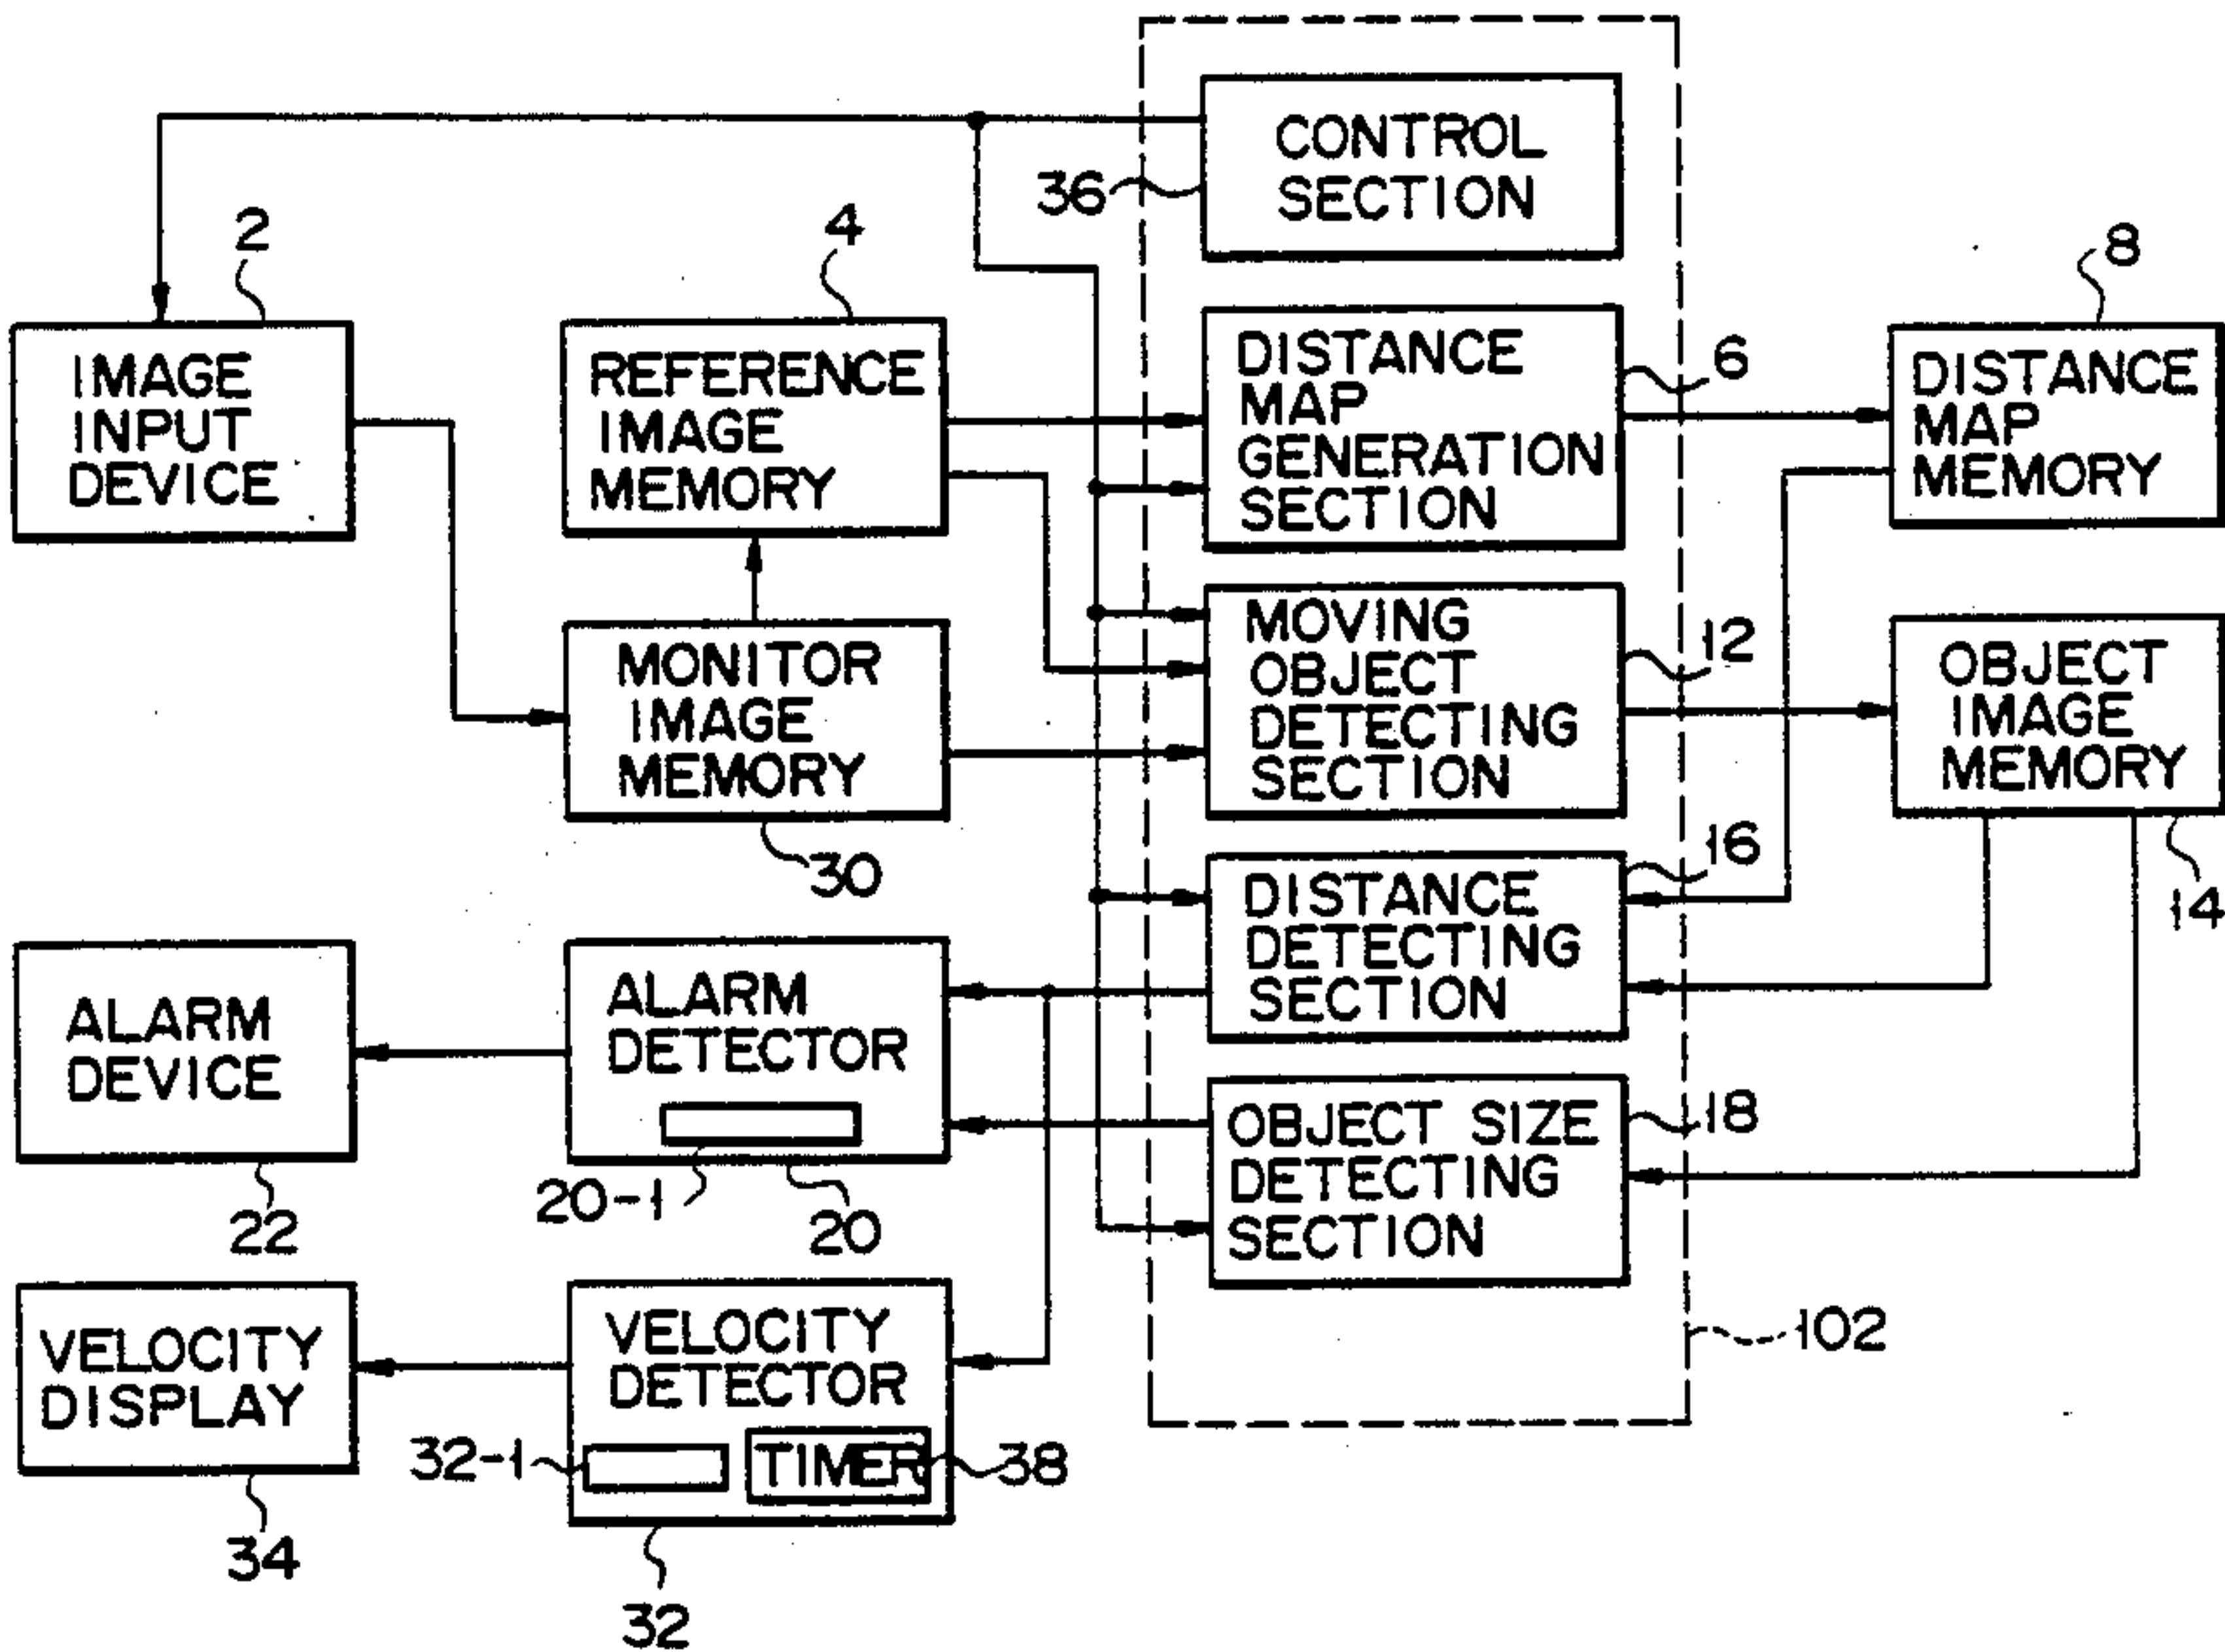 CONTROL
SECTION
36
2
4
8
IMAGE
INPUT
DEVICE
REFERENCE
IMAGE
MEMORY
DISTANCE
MAP
GENERATION
SECTION
6
DISTANCE
MAP
MEMORY
MONITOR
IMAGE
MEMORY
30
MOVING
OBJECT
DETECTING
SECTION
12
OBJECT
IMAGE
MEMORY
14
16
DISTANCE
DETECTING
SECTION
ALARM
DEVICE
22
ALARM
DETECTOR
20-1
20
OBJECT SIZE
DETECTING
SECTION
18
102
VELOCITY
DISPLAY
34
VELOCITY
DETECTOR
32-1
TIMER
38
32